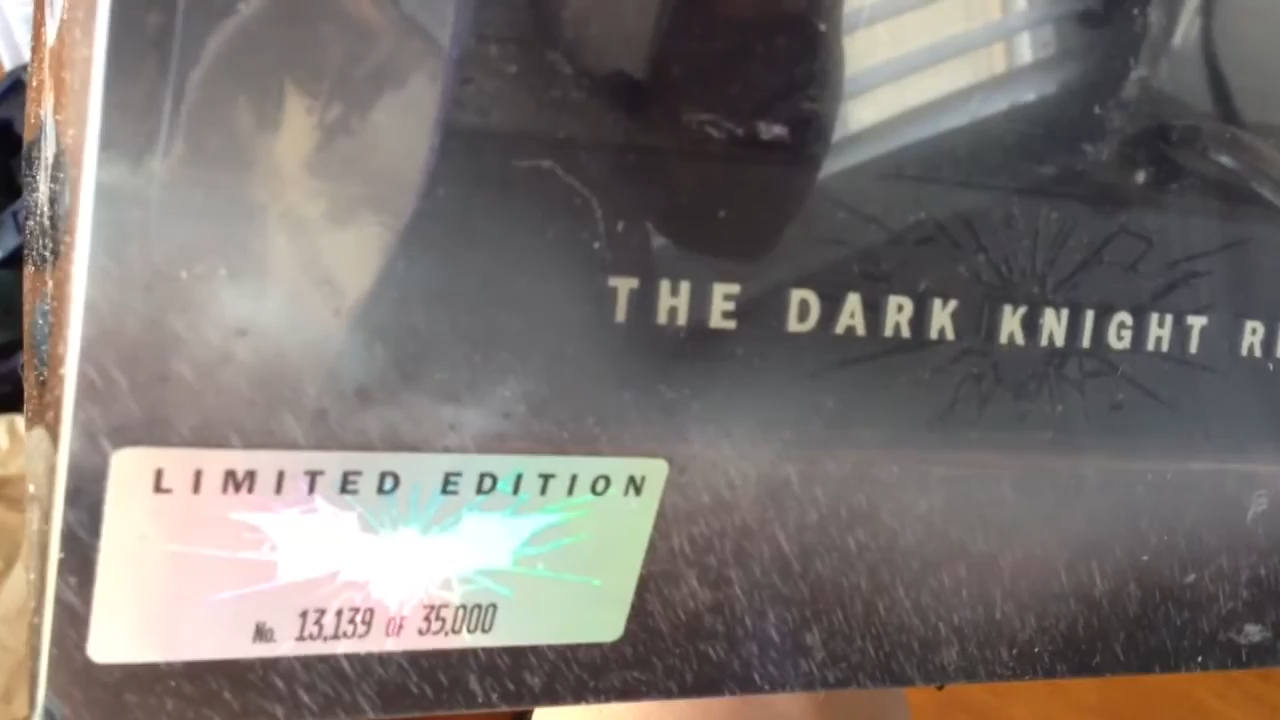 THE DARK KNIGHT R
LIMITED EDITION
No. 13,139 OF 35,000